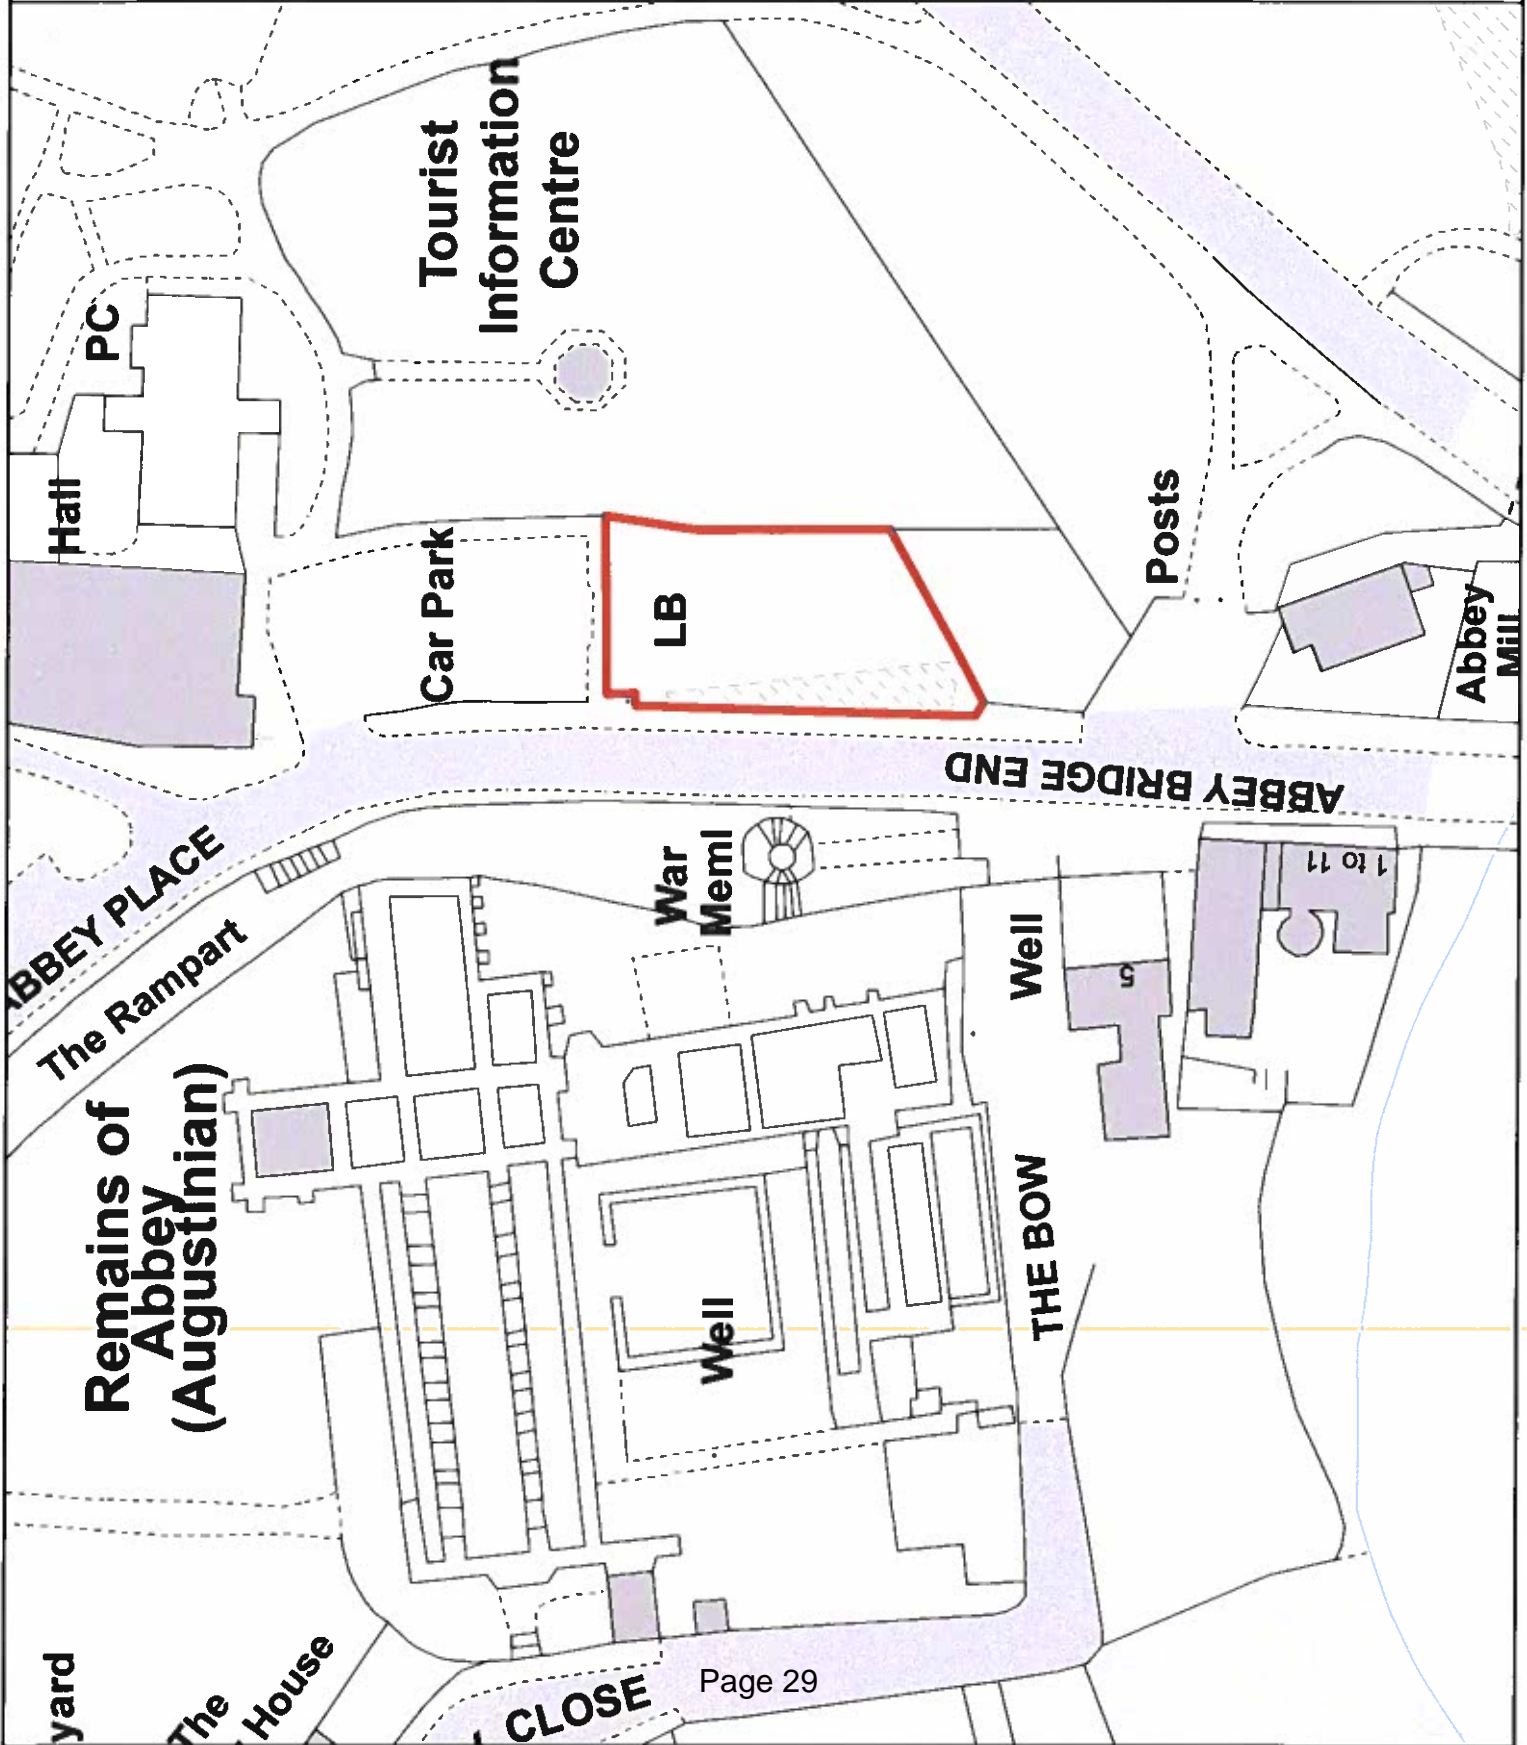 Tourist
Information
Centre
PC
Hall
Car Park
LB
Posts
Abbey
Mill
ABBEY BRIDGE END
ABBEY PLACE
The Rampart
War
Meml
1 to 11
Well
5
Remains of
Abbey
(Augustinian)
Well
THE BOW
yard
The
House
CLOSE
Page 29